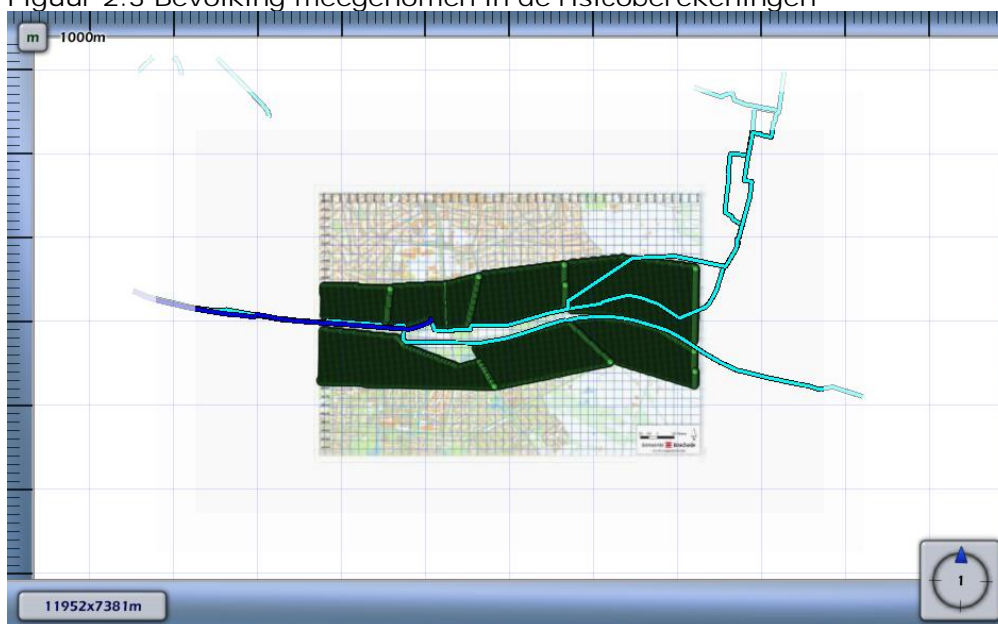 Figuur 2.3 Bevolking meegenomen in de risicoberekeningen
m
1000m
11952x7381m
1